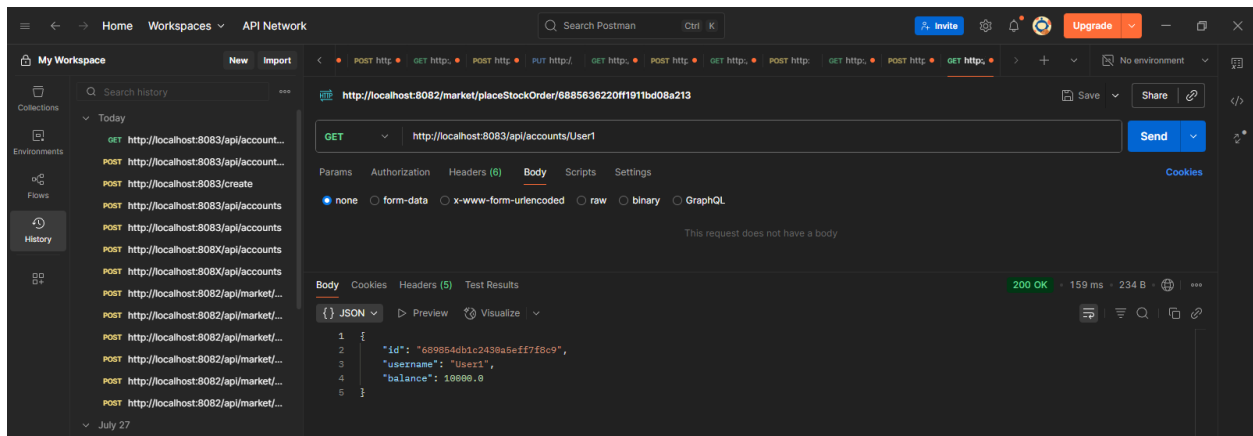 Home Workspaces API Network Search Postman Ctrl K Invite Upgrade
My Workspace New Import POST http GET http: POST http PUT http:/ GET http: POST http GET http: POST http: GET http: POST http GET http: No environment
Collections
Environments
Flows
History
Search history
Today
GET http://localhost:8083/api/account...
POST http://localhost:8083/api/account...
POST http://localhost:8083/create
POST http://localhost:8083/api/accounts
POST http://localhost:8083/api/accounts
POST http://localhost:808X/api/accounts
POST http://localhost:808X/api/accounts
POST http://localhost:8082/api/market/...
POST http://localhost:8082/api/market/...
POST http://localhost:8082/api/market/...
POST http://localhost:8082/api/market/...
POST http://localhost:8082/api/market/...
POST http://localhost:8082/api/market/...
July 27
HTTP http://localhost:8082/market/placeStockOrder/6885636220ff1911bd08a213 Save Share
GET http://localhost:8083/api/accounts/User1 Send
Params Authorization Headers (6) Body Scripts Settings Cookies
none form-data x-www-form-urlencoded raw binary GraphQL
This request does not have a body
Body Cookies Headers (5) Test Results 200 OK 159 ms 234 B
{} JSON Preview Visualize
1 {
2 "id": "689854db1c2430a5eff7f8c9",
3 "username": "User1",
4 "balance": 10000.0
5 }